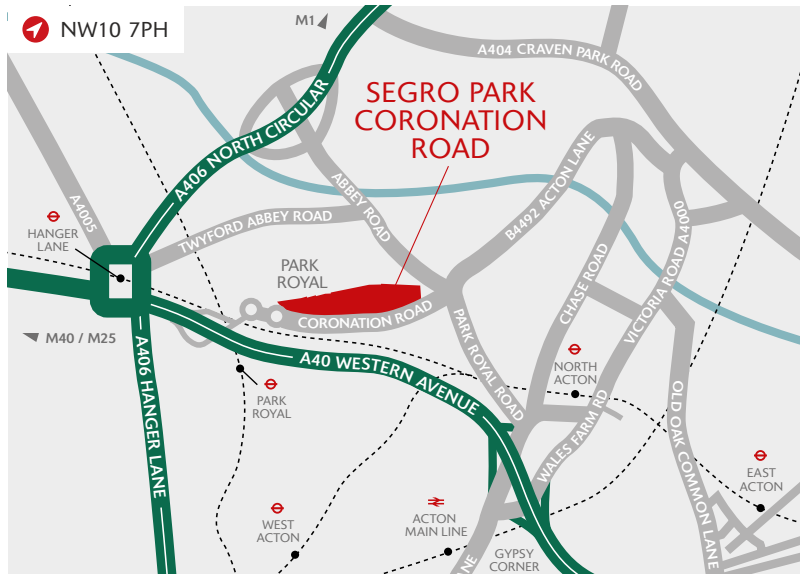 NW10 7PH
M1
A404 CRAVEN PARK ROAD
SEGRO PARK
CORONATION
ROAD
A406 NORTH CIRCULAR
ABBEY ROAD
B4492 ACTON LANE
A4005
TWYFORD ABBEY ROAD
VICTORIA ROAD A4000
HANGER
LANE
PARK
ROYAL
CHASE ROAD
CORONATION ROAD
M40 / M25
A40 WESTERN AVENUE
PARK ROYAL ROAD
NORTH
ACTON
A406 HANGER LANE
PARK
ROYAL
WALES FARM RD
OLD OAK COMMON LANE
EAST
ACTON
WEST
ACTON
ACTON
MAIN LINE
GYPSY
CORNER